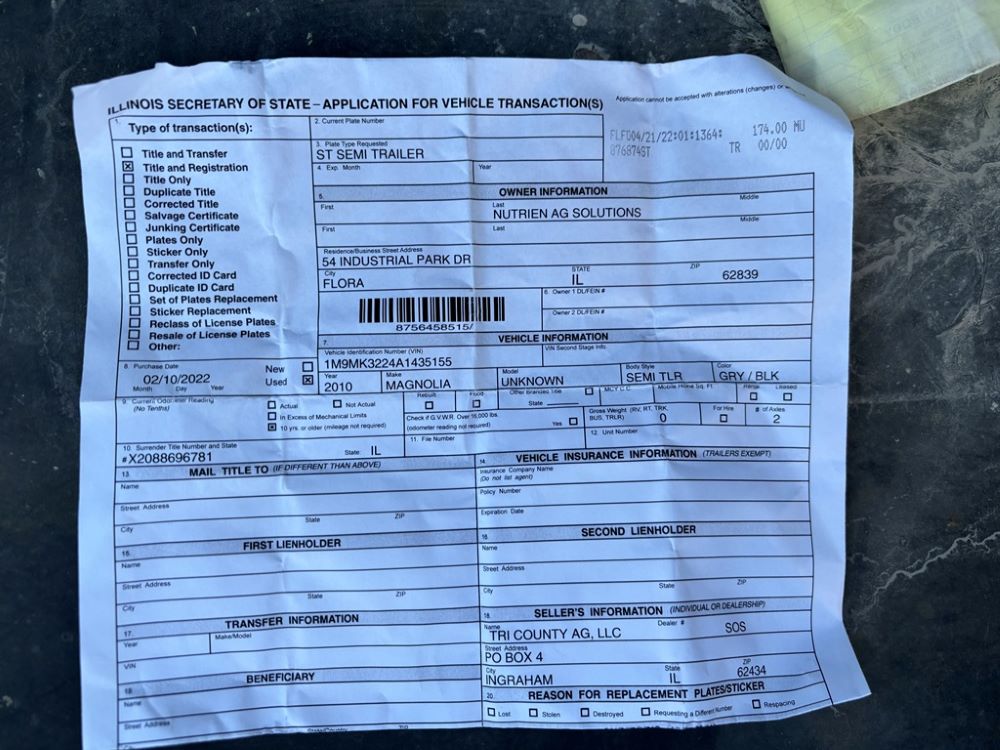 ILLINOIS SECRETARY OF STATE – APPLICATION FOR VEHICLE TRANSACTION(S)
Application cannot be accepted with alterations (changes) or
1.
Type of transaction(s):
Title and Transfer
☒ Title and Registration
Title Only
Duplicate Title
Corrected Title
Salvage Certificate
Junking Certificate
Plates Only
Sticker Only
Transfer Only
Corrected ID Card
Duplicate ID Card
Set of Plates Replacement
Sticker Replacement
Reclass of License Plates
Resale of License Plates
Other:
2. Current Plate Number
3. Plate Type Requested
ST SEMI TRAILER
4. Exp. Month Year
174.00 MU
876874ST TR 00/00
5. OWNER INFORMATION
First Last Middle
NUTRIEN AG SOLUTIONS
First Last Middle
Residence/Business Street Address
54 INDUSTRIAL PARK DR
City STATE ZIP
FLORA IL 62839
8756458515/
6. Owner 1 DL/FEIN #
Owner 2 DL/FEIN #
7. VEHICLE INFORMATION
Vehicle Identification Number (VIN) VIN Second Stage Info.
1M9MK3224A1435155
8. Purchase Date New
02/10/2022 Used ☒
Month Day Year
Year Make Model Body Style Color
2010 MAGNOLIA UNKNOWN SEMI TLR GRY / BLK
9. Current Odometer Reading
(No Tenths)
Actual Not Actual
In Excess of Mechanical Limits
☒ 10 yrs. or older (mileage not required)
Rebuilt Flood Other Branded Title
State
MCY C.C. Mobile Home Sq. Ft. Rental Leased
Check if G.V.W.R. Over 16,000 lbs
(odometer reading not required) Yes
Gross Weight (RV, RT, TRK,
BUS, TRLR) 0
For Hire # of Axles
2
10. Surrender Title Number and State
#X2088696781 State: IL
11. File Number
12. Unit Number
13. MAIL TITLE TO (IF DIFFERENT THAN ABOVE)
Name
Street Address
City State ZIP
14. VEHICLE INSURANCE INFORMATION (TRAILERS EXEMPT)
Insurance Company Name
(Do not list agent)
Policy Number
Expiration Date
15. FIRST LIENHOLDER
Name
Street Address
City State ZIP
16. SECOND LIENHOLDER
Name
Street Address
City State ZIP
17. TRANSFER INFORMATION
Year Make/Model
VIN
18. SELLER'S INFORMATION (INDIVIDUAL OR DEALERSHIP)
Name Dealer #
TRI COUNTY AG, LLC SOS
Street Address
PO BOX 4
City State ZIP
INGRAHAM IL 62434
19. BENEFICIARY
Name
Street Address
20. REASON FOR REPLACEMENT PLATES/STICKER
Lost Stolen Destroyed Requesting a Different Number Respacing